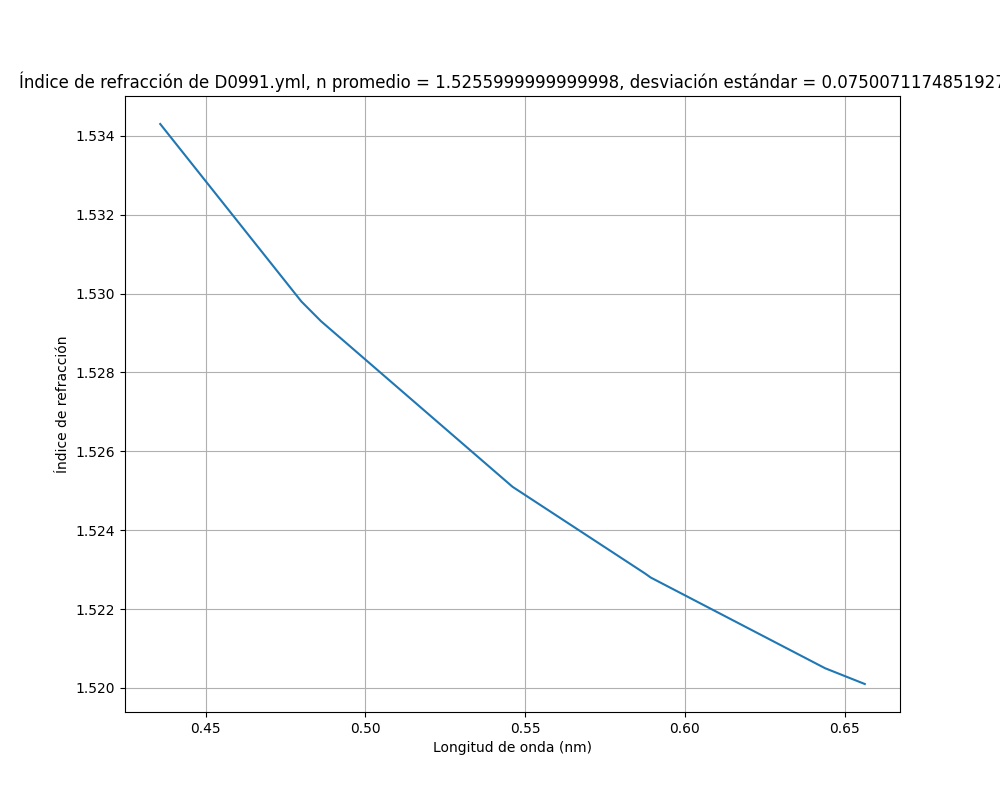 Índice de refracción de D0991.yml, n promedio = 1.5255999999999998, desviación estándar = 0.0750071174851927
1.534
1.532
1.530
1.528
1.526
1.524
1.522
1.520
Índice de refracción
0.45 0.50 0.55 0.60 0.65
Longitud de onda (nm)